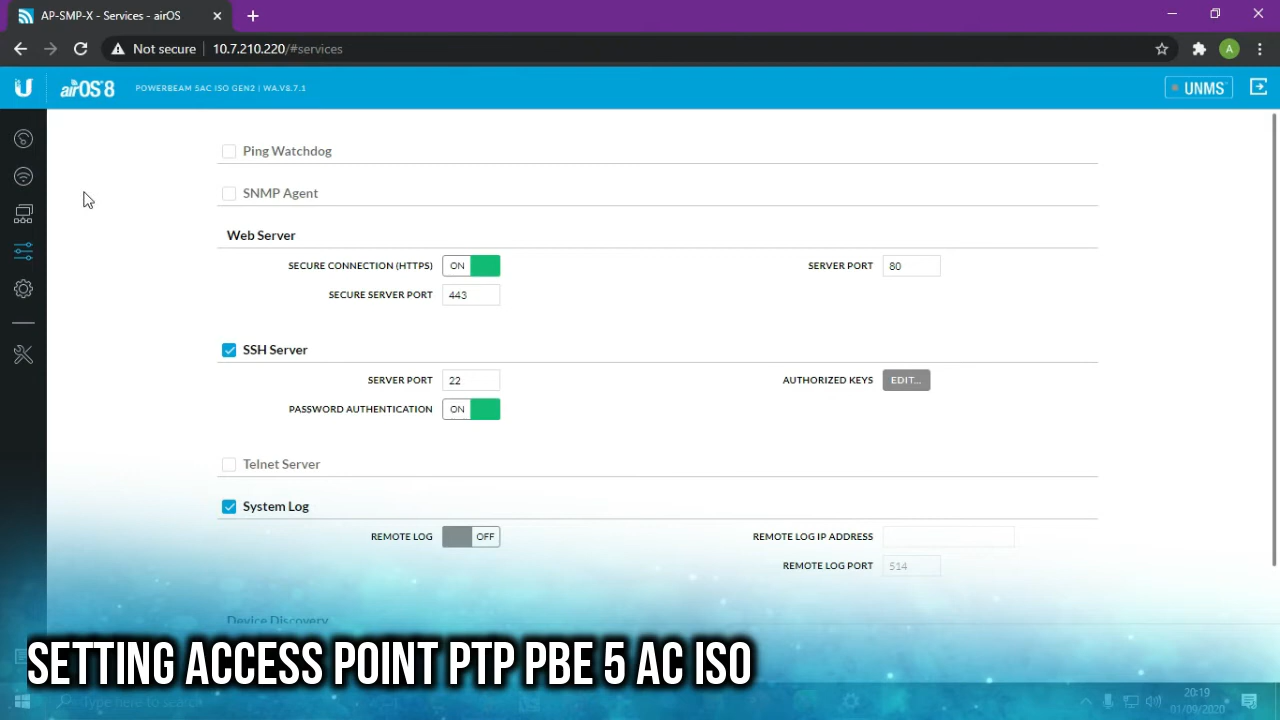 AP-SMP-X - Services - airOS
Not secure
10.7.210.220/#services
A
U
airOS 8
POWERBEAM 5AC ISO GEN2 | WA.V8.7.1
UNMS
Ping Watchdog
SNMP Agent
Web Server
SECURE CONNECTION (HTTPS) ON
SERVER PORT 80
SECURE SERVER PORT 443
SSH Server
SERVER PORT 22
AUTHORIZED KEYS EDIT...
PASSWORD AUTHENTICATION ON
Telnet Server
System Log
REMOTE LOG OFF
REMOTE LOG IP ADDRESS
REMOTE LOG PORT 514
Device Discovery
SETTING ACCESS POINT PTP PBE 5 AC ISO
Type here to search
20:19
01/09/2020